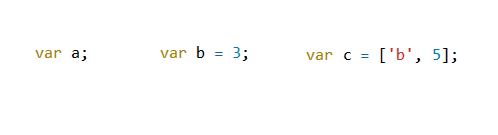 var a; var b = 3; var c = ['b', 5];